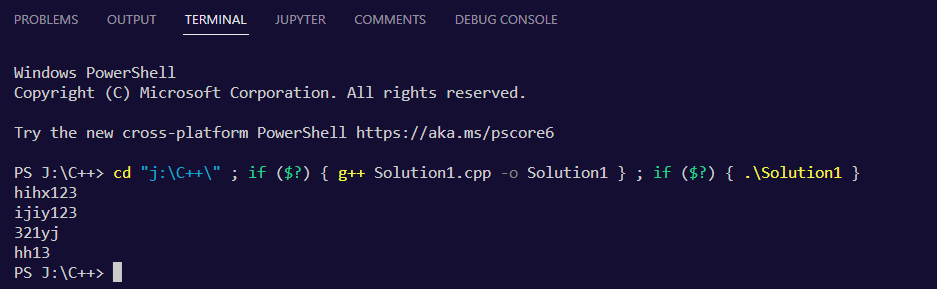 PROBLEMS OUTPUT TERMINAL JUPYTER COMMENTS DEBUG CONSOLE
Windows PowerShell
Copyright (C) Microsoft Corporation. All rights reserved.
Try the new cross-platform PowerShell https://aka.ms/pscore6
PS J:\C++> cd "j:\C++\" ; if ($?) { g++ Solution1.cpp -o Solution1 } ; if ($?) { .\Solution1 }
hihx123
ijiy123
321yj
hh13
PS J:\C++>